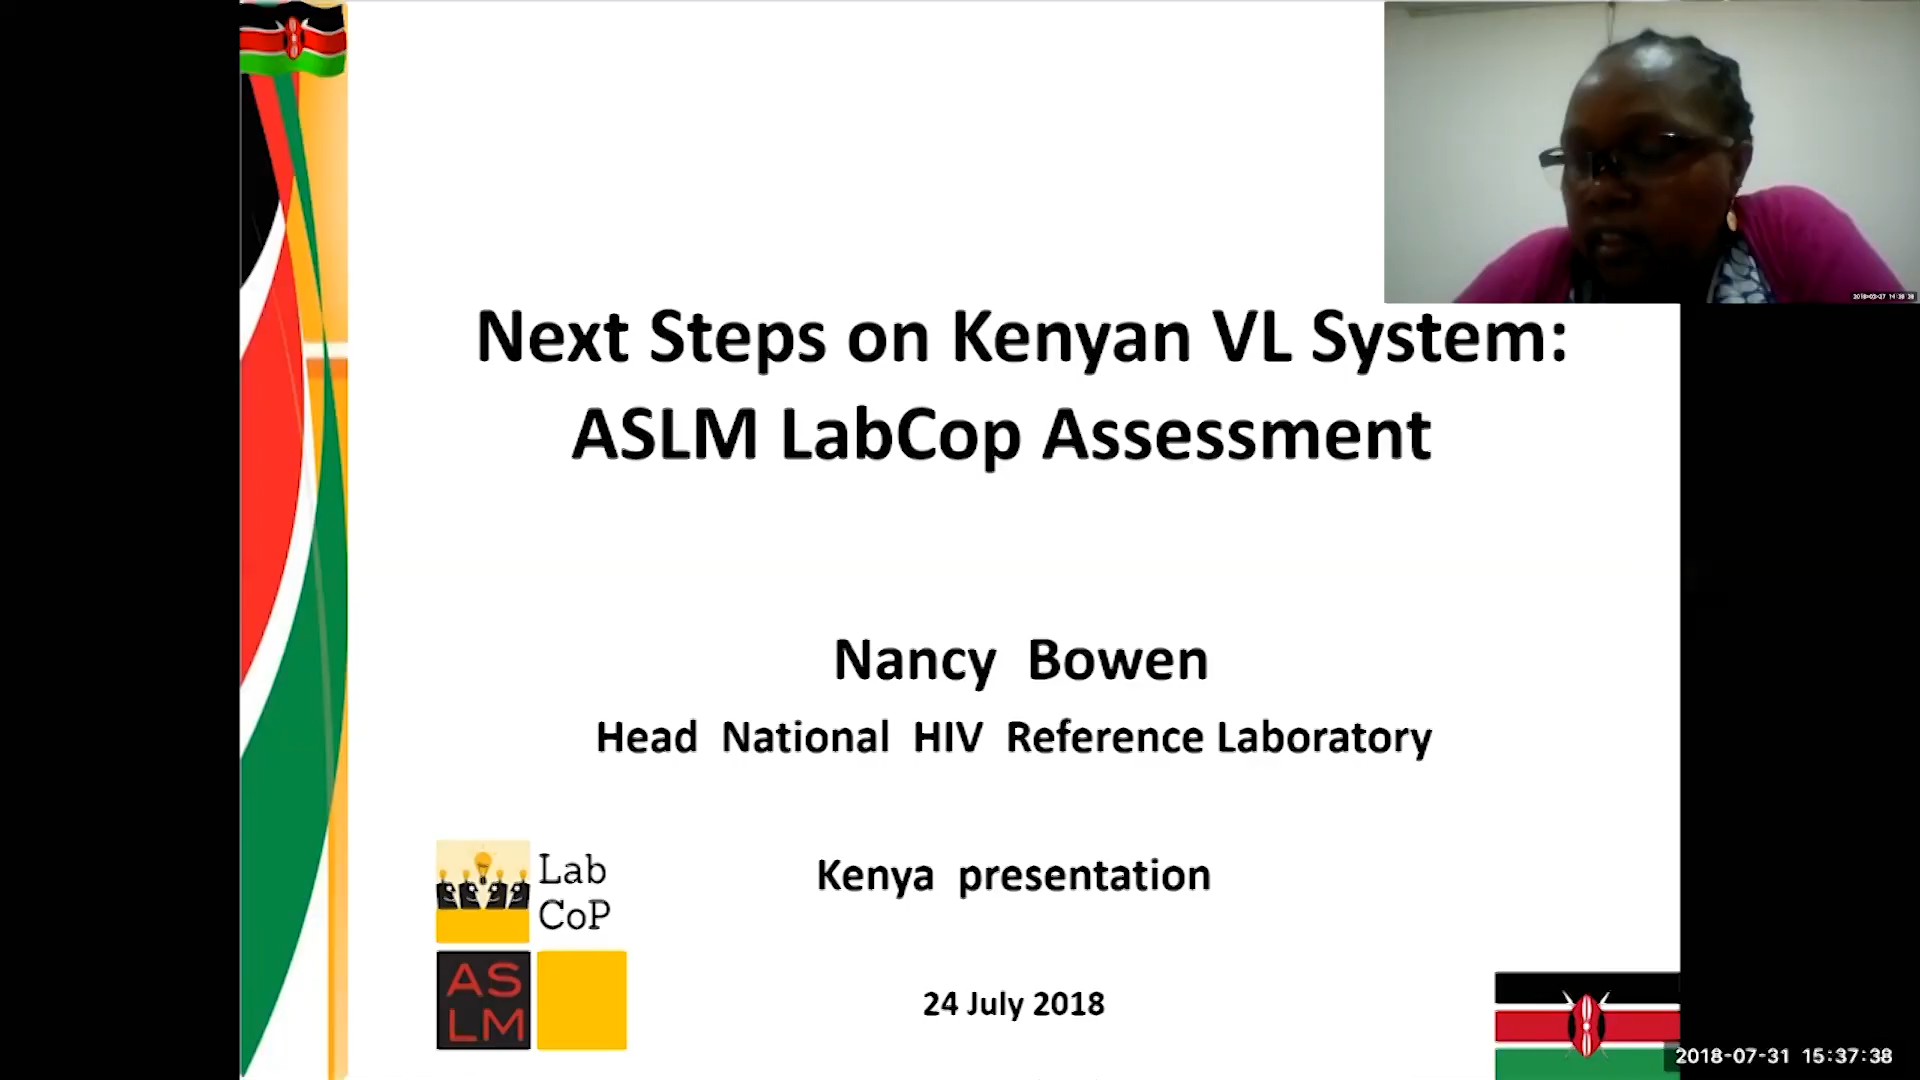 Next Steps on Kenyan VL System:
ASLM LabCop Assessment
Nancy Bowen
Head National HIV Reference Laboratory
Kenya presentation
24 July 2018
Lab
CoP
AS
LM
2018-07-31 15:37:38